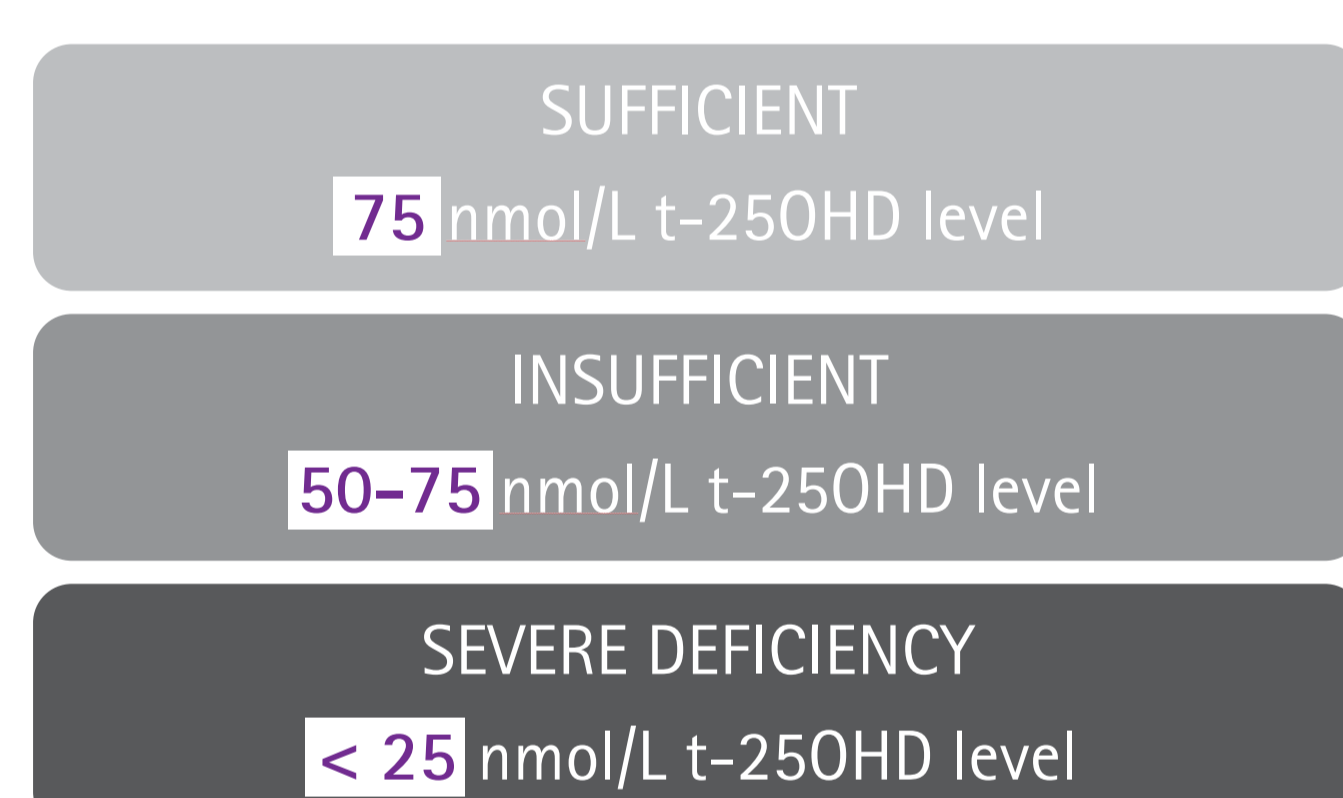 SUFFICIENT
75 nmol/L t-25OHD level
INSUFFICIENT
50-75 nmol/L t-25OHD level
SEVERE DEFICIENCY
< 25 nmol/L t-25OHD level